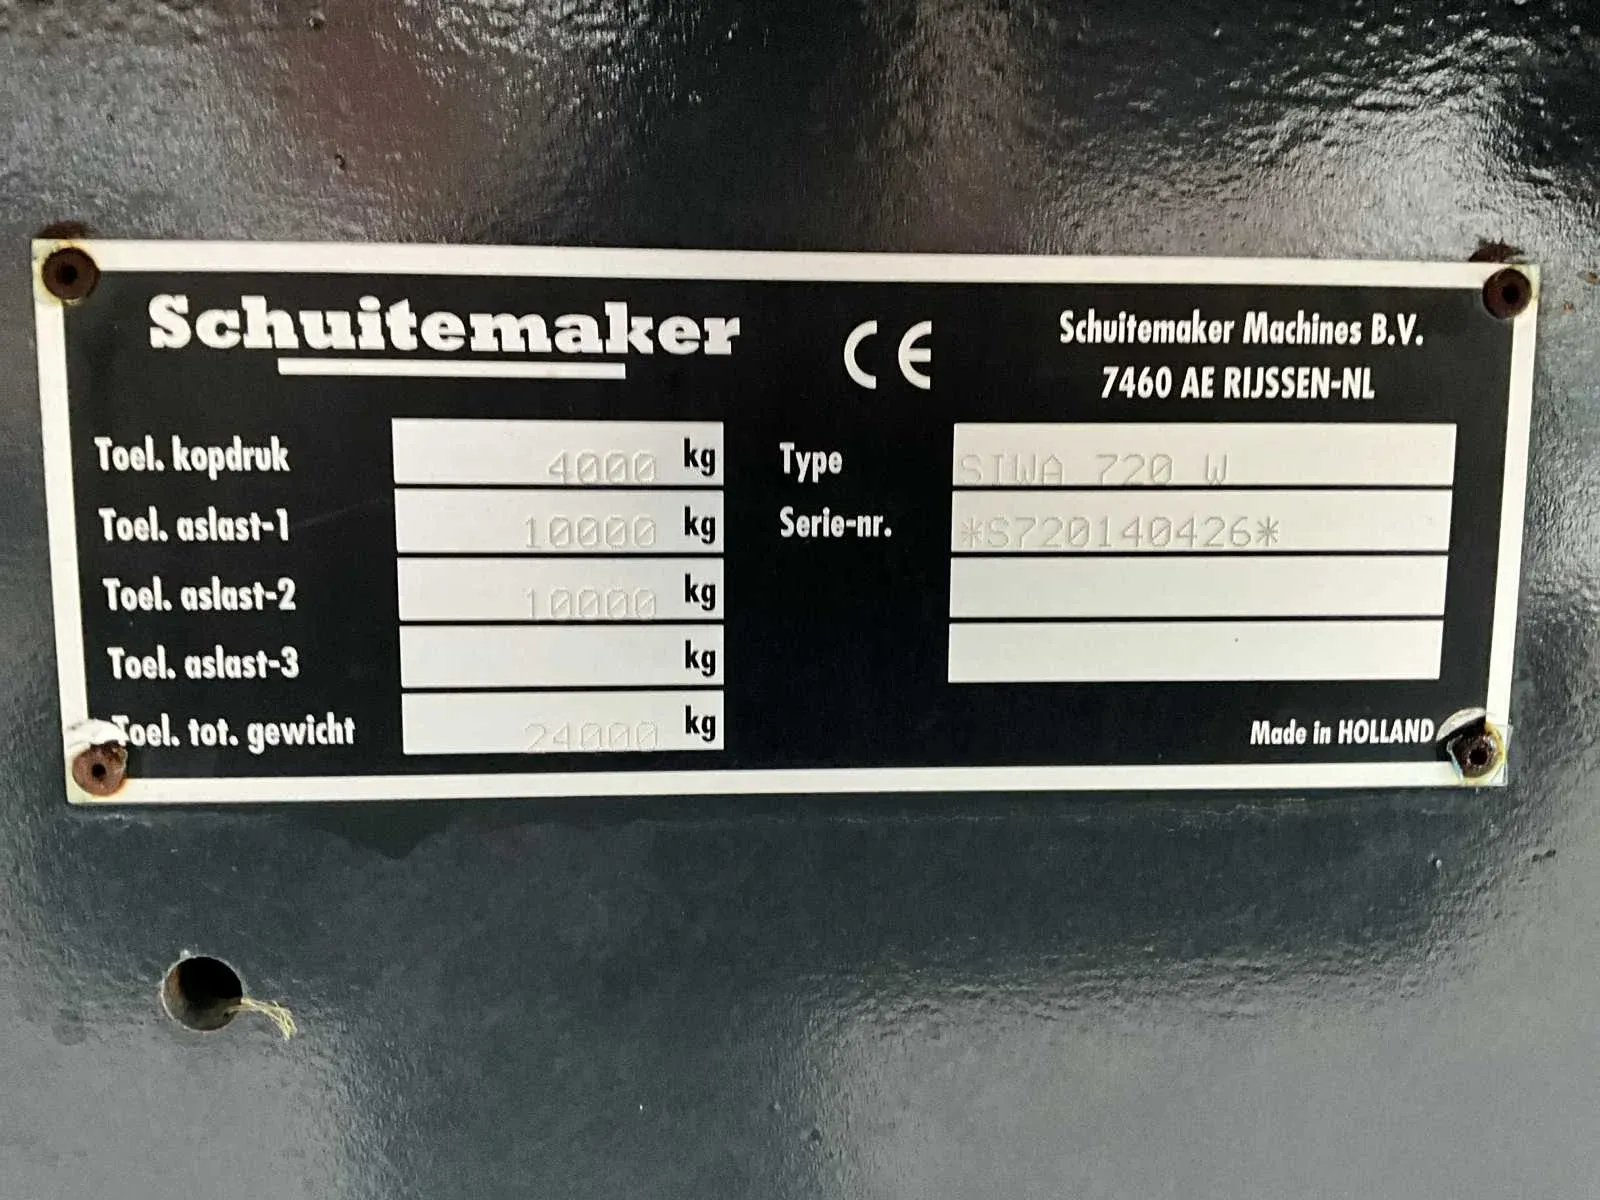 Schuitemaker
CE
Schuitemaker Machines B.V.
7460 AE RIJSSEN-NL
Toel. kopdruk 4000 kg
Toel. aslast-1 10000 kg
Toel. aslast-2 10000 kg
Toel. aslast-3 kg
Toel. tot. gewicht 24000 kg
Type SIWA 720 W
Serie-nr. *S720140426*
Made in HOLLAND